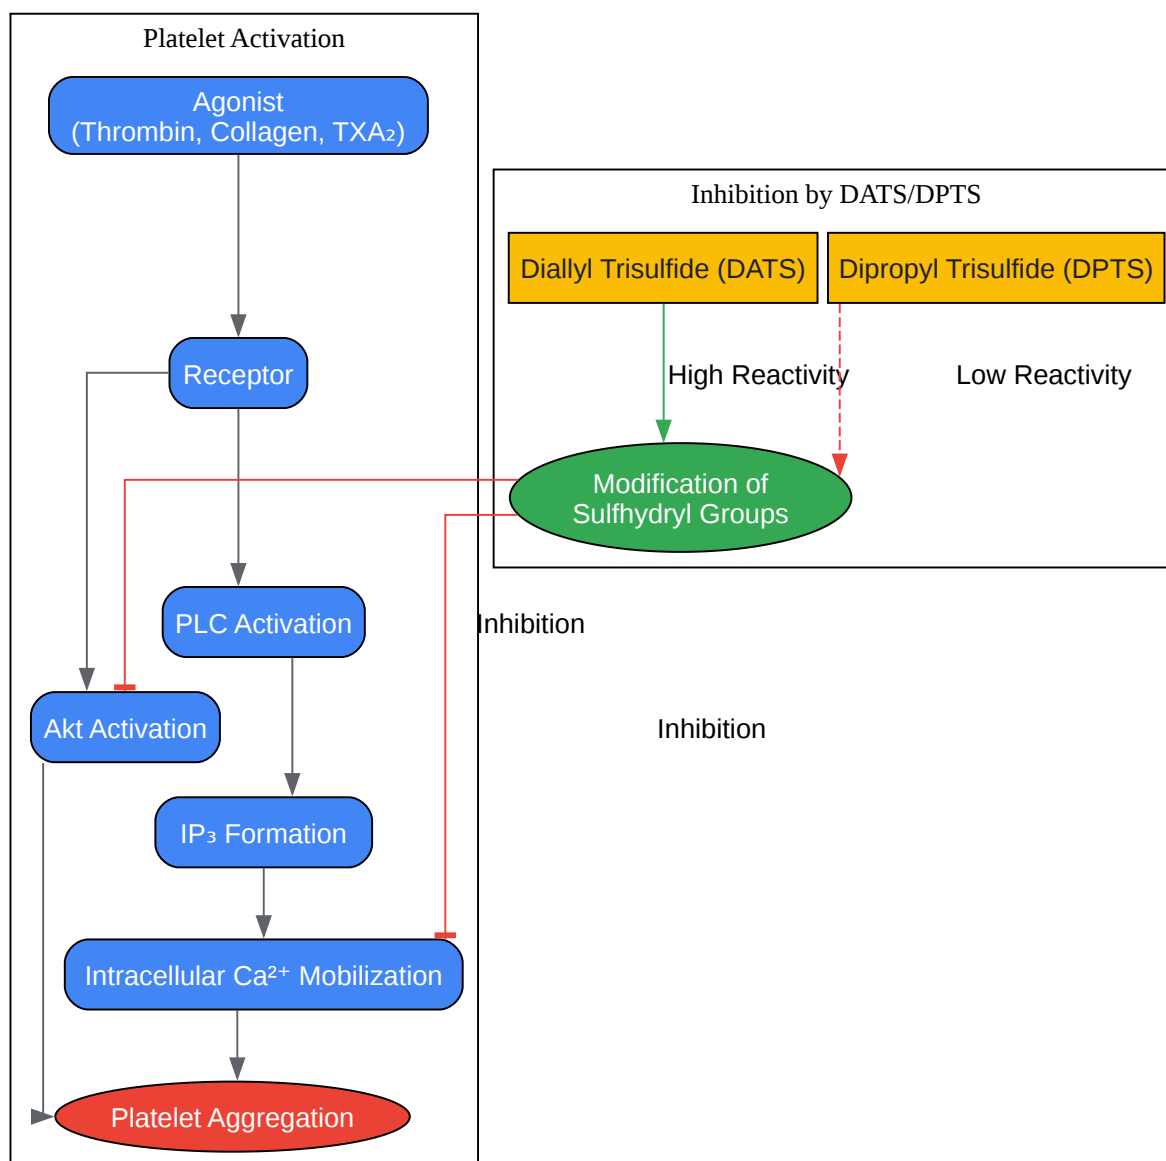 Platelet Activation
Agonist
(Thrombin, Collagen, TXA₂)
Inhibition by DATS/DPTS
Diallyl Trisulfide (DATS)
Dipropyl Trisulfide (DPTS)
Receptor
High Reactivity
Low Reactivity
Modification of
Sulfhydryl Groups
PLC Activation
Inhibition
Akt Activation
Inhibition
IP₃ Formation
Intracellular Ca²⁺ Mobilization
Platelet Aggregation